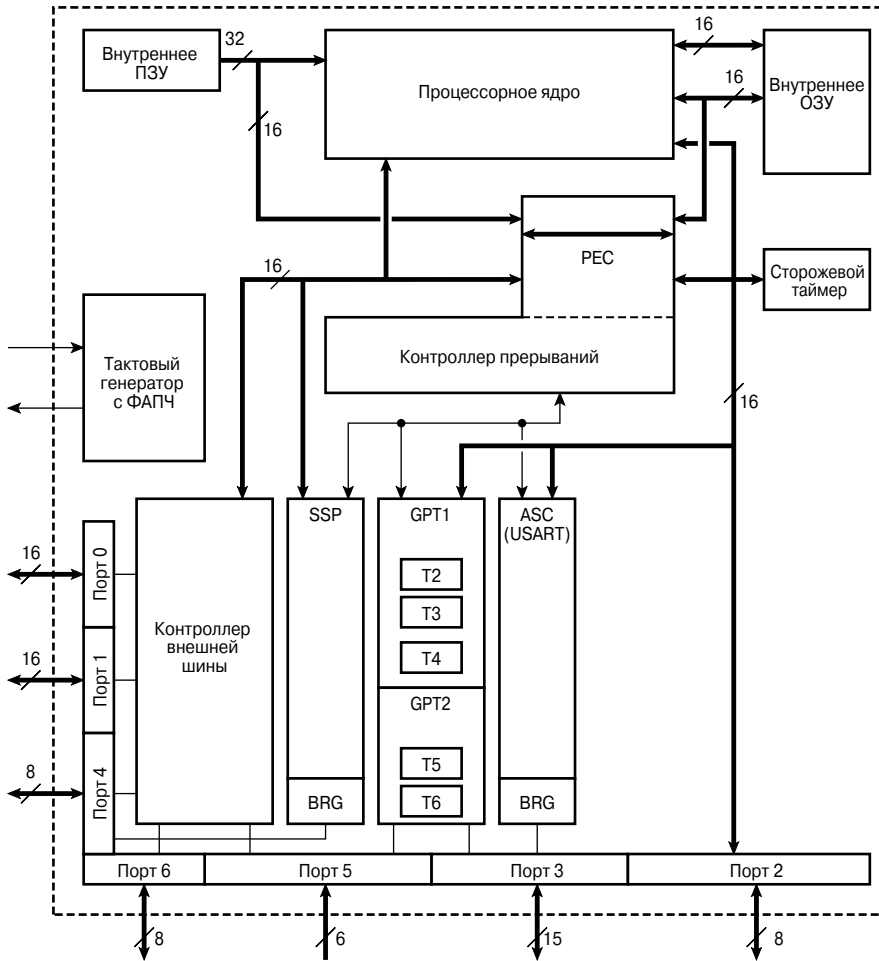 Внутреннее
ПЗУ
32
16
Процессорное ядро
16
16
Внутреннее
ОЗУ
PEC
16
Сторожевой
таймер
Контроллер прерываний
Тактовый
генератор
с ФАПЧ
16
SSP
GPT1
ASC
(USART)
T2
T3
T4
GPT2
T5
T6
BRG
BRG
Контроллер
внешней
шины
16
Порт 0
16
Порт 1
8
Порт 4
Порт 6
Порт 5
Порт 3
Порт 2
8
6
15
8